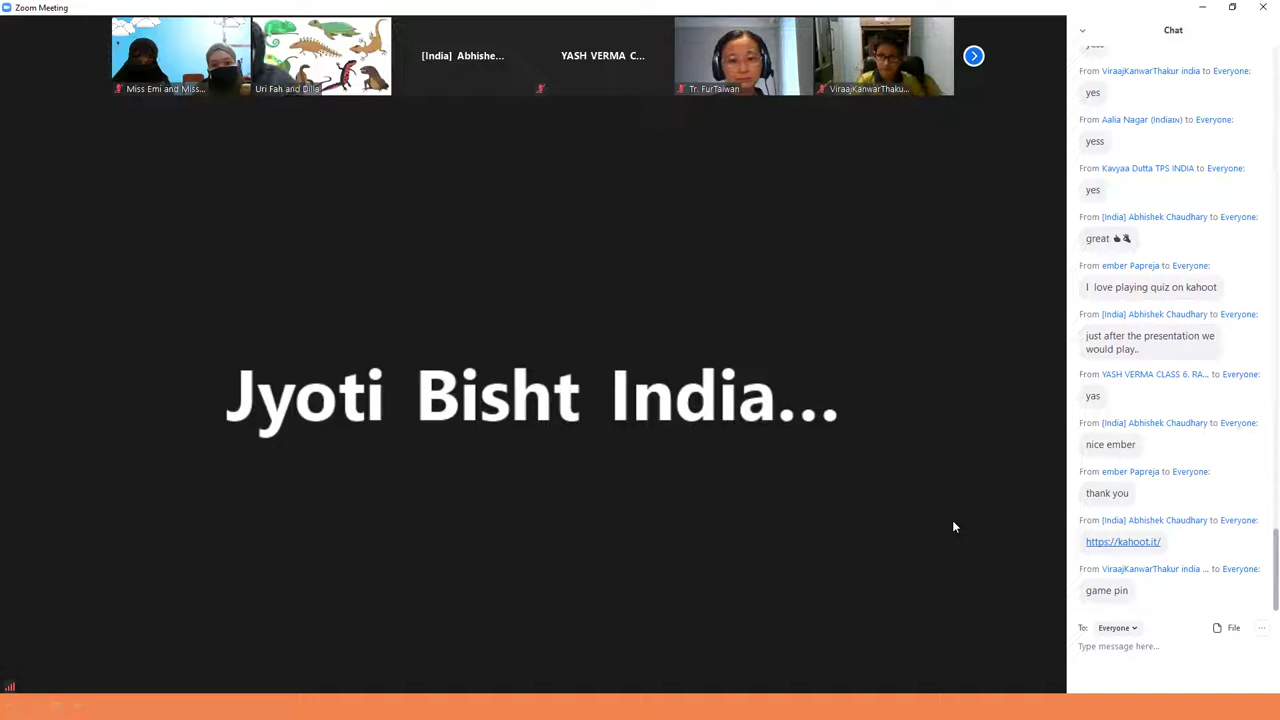 Zoom Meeting
Miss Emi and Miss...
Uri Fah and Dilla
[India] Abhishe...
YASH VERMA C...
Tr. FurTaiwan
VirajKanwarThaku...
Jyoti Bisht India...
Chat
yess
From VirajKanwarThakur india to Everyone:
yes
From Aalia Nagar (Indiaɪɴ) to Everyone:
yess
From Kavyaa Dutta TPS INDIA to Everyone:
yes
From [India] Abhishek Chaudhary to Everyone:
great
From ember Papreja to Everyone:
I love playing quiz on kahoot
From [India] Abhishek Chaudhary to Everyone:
just after the presentation we
would play..
From YASH VERMA CLASS 6. RA... to Everyone:
yas
From [India] Abhishek Chaudhary to Everyone:
nice ember
From ember Papreja to Everyone:
thank you
From [India] Abhishek Chaudhary to Everyone:
https://kahoot.it/
From VirajKanwarThakur india ... to Everyone:
game pin
To: Everyone
File
Type message here...